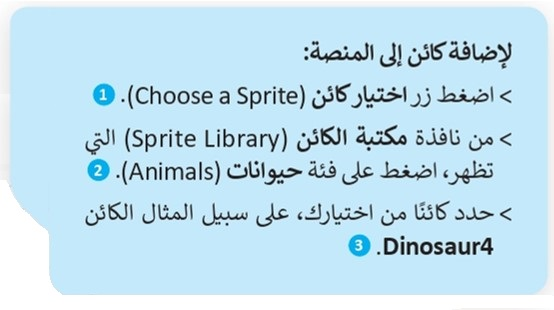 لإضافة كائن إلى المنصة:
> اضغط زر اختيار كائن (Choose a Sprite). 1
> من نافذة مكتبة الكائن (Sprite Library) التي
تظهر، اضغط على فئة حيوانات (Animals). 2
> حدد كائنًا من اختيارك، على سبيل المثال الكائن
Dinosaur4. 3